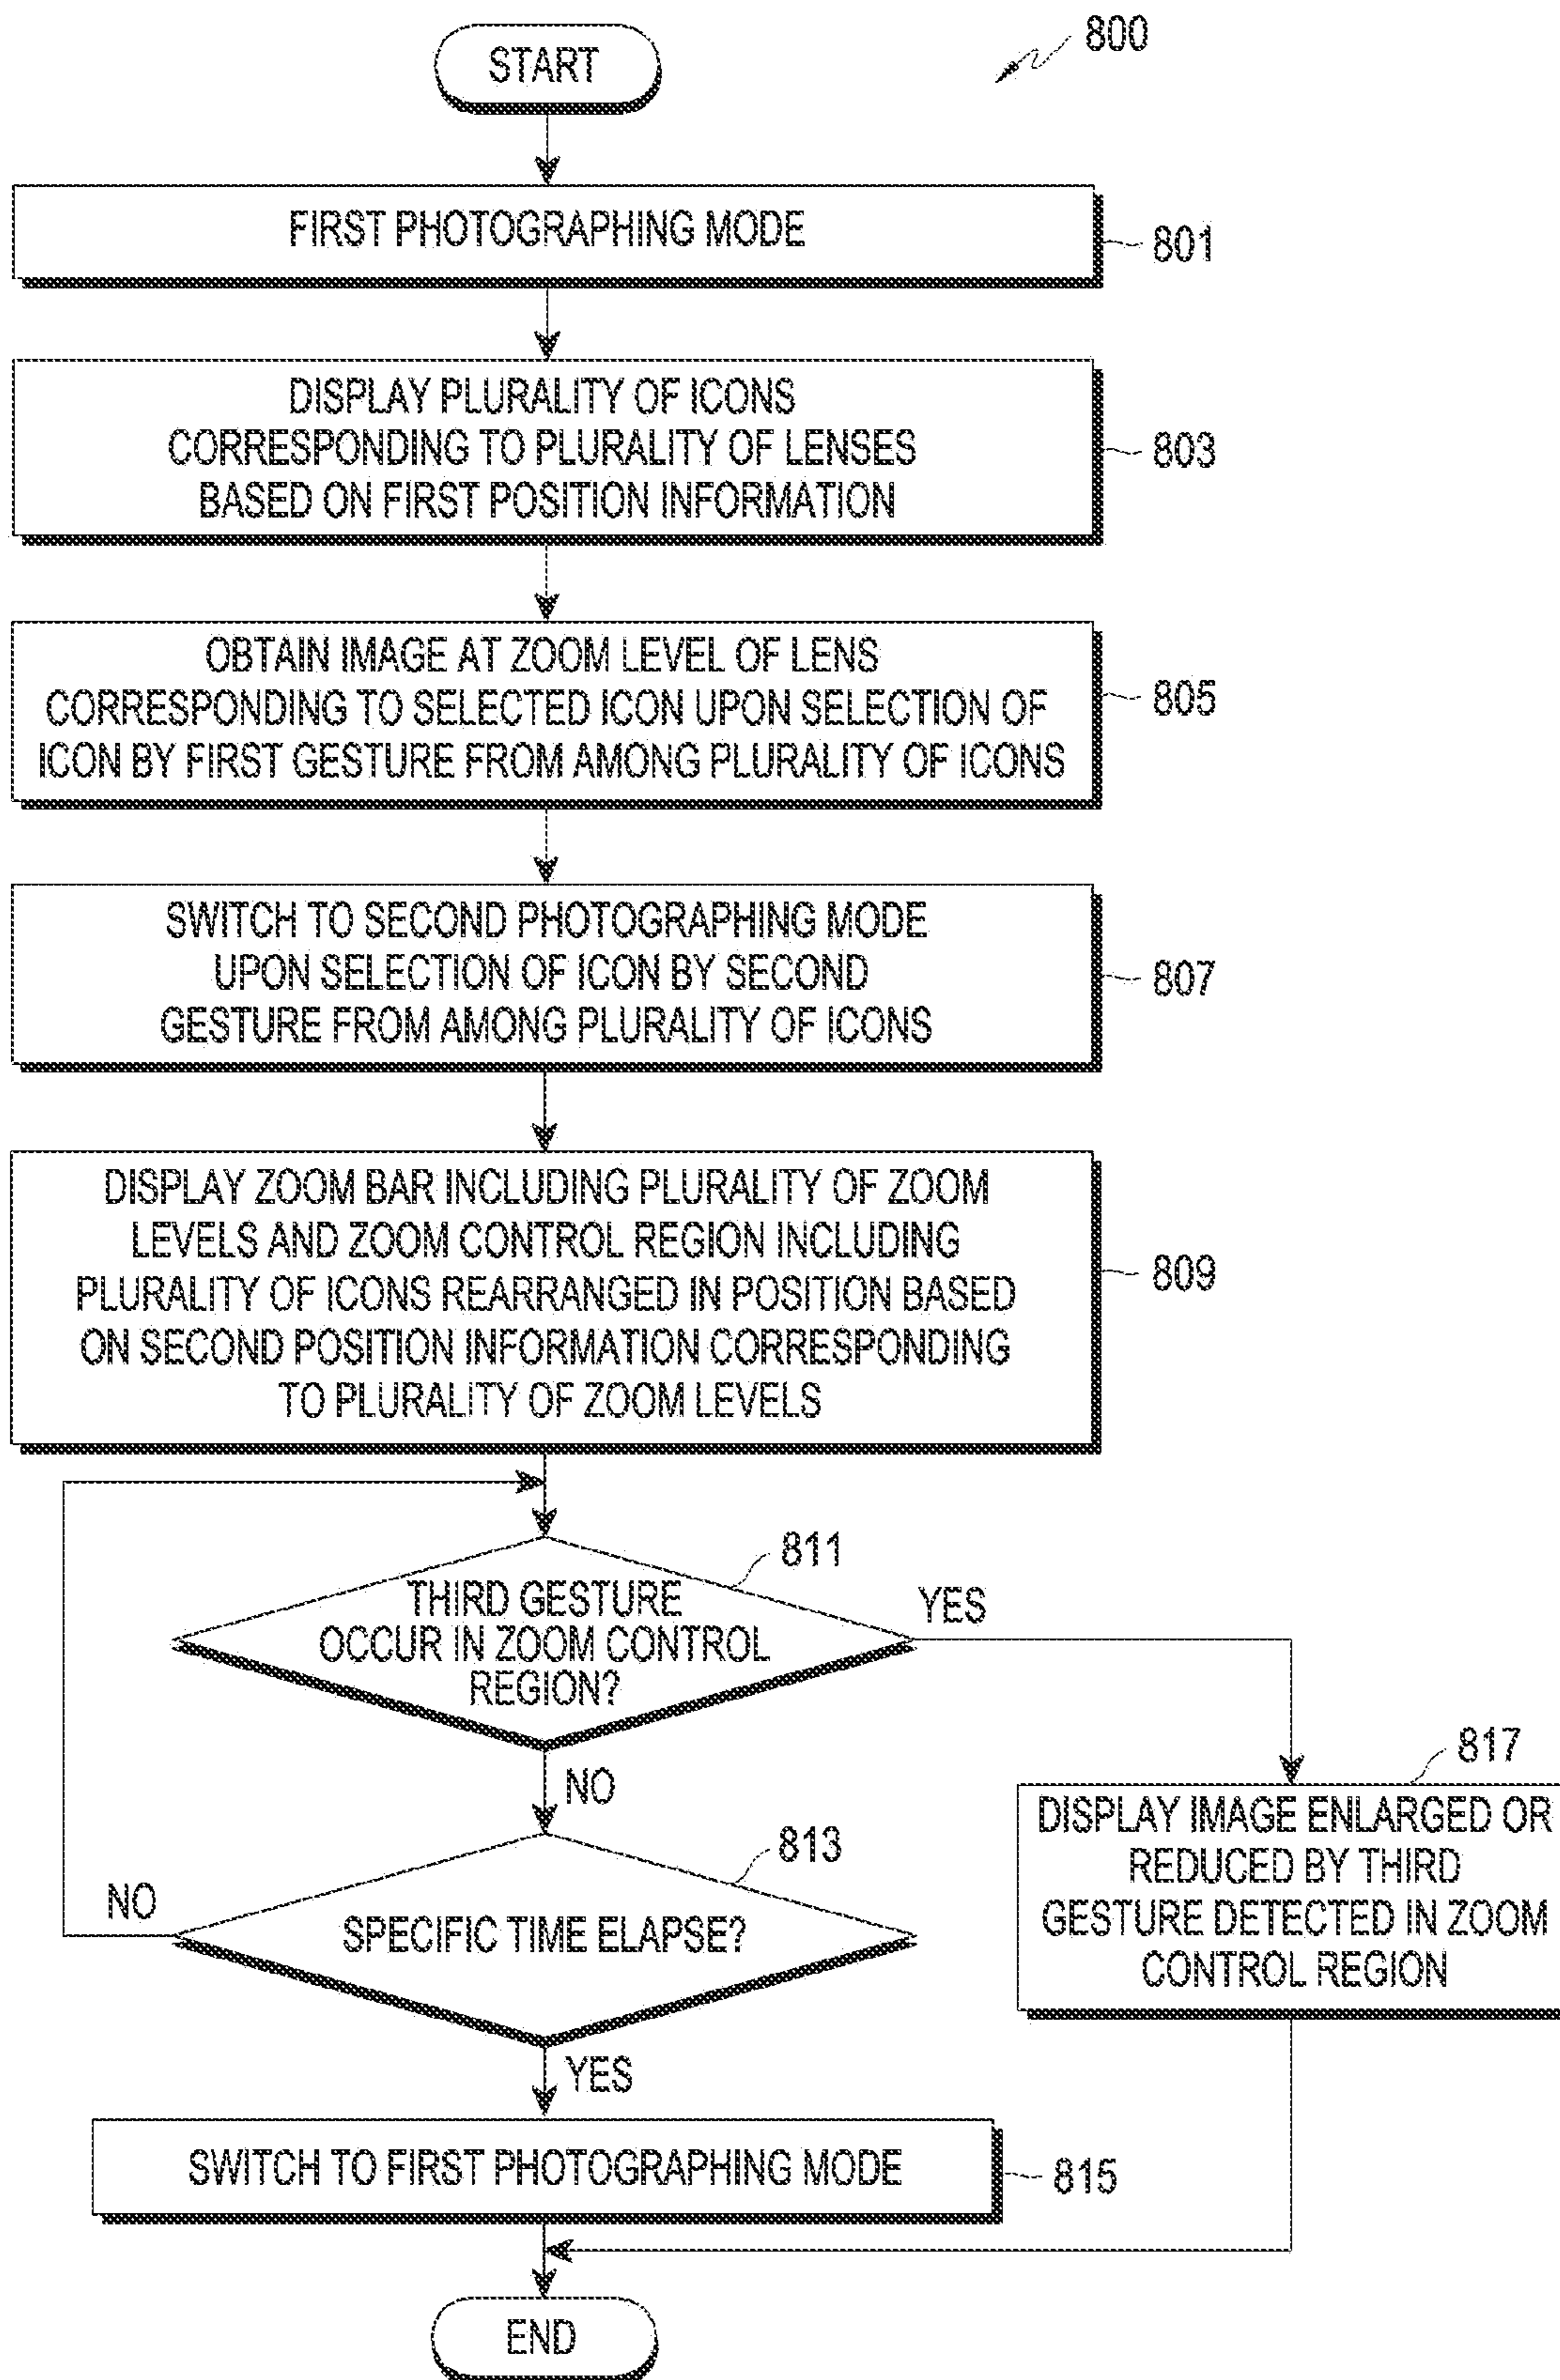 800
START
FIRST PHOTOGRAPHING MODE
801
DISPLAY PLURALITY OF ICONS
CORRESPONDING TO PLURALITY OF LENSES
BASED ON FIRST POSITION INFORMATION
803
OBTAIN IMAGE AT ZOOM LEVEL OF LENS
CORRESPONDING TO SELECTED ICON UPON SELECTION OF
ICON BY FIRST GESTURE FROM AMONG PLURALITY OF ICONS
805
SWITCH TO SECOND PHOTOGRAPHING MODE
UPON SELECTION OF ICON BY SECOND
GESTURE FROM AMONG PLURALITY OF ICONS
807
DISPLAY ZOOM BAR INCLUDING PLURALITY OF ZOOM
LEVELS AND ZOOM CONTROL REGION INCLUDING
PLURALITY OF ICONS REARRANGED IN POSITION BASED
ON SECOND POSITION INFORMATION CORRESPONDING
TO PLURALITY OF ZOOM LEVELS
809
811
THIRD GESTURE
OCCUR IN ZOOM CONTROL
REGION?
YES
NO
817
DISPLAY IMAGE ENLARGED OR
REDUCED BY THIRD
GESTURE DETECTED IN ZOOM
CONTROL REGION
813
SPECIFIC TIME ELAPSE?
NO
YES
SWITCH TO FIRST PHOTOGRAPHING MODE
815
END